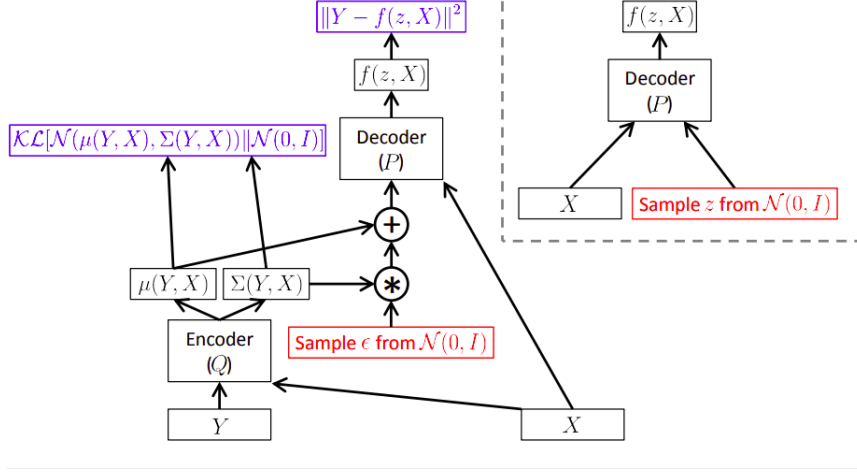 ‖Y − f(z, X)‖²
f(z, X)
Decoder
(P)
𝒦ℒ[𝒩(μ(Y, X), Σ(Y, X))‖𝒩(0, I)]
+
μ(Y, X)
Σ(Y, X)
*
Encoder
(Q)
Sample ϵ from 𝒩(0, I)
Y
X
f(z, X)
Decoder
(P)
X
Sample z from 𝒩(0, I)